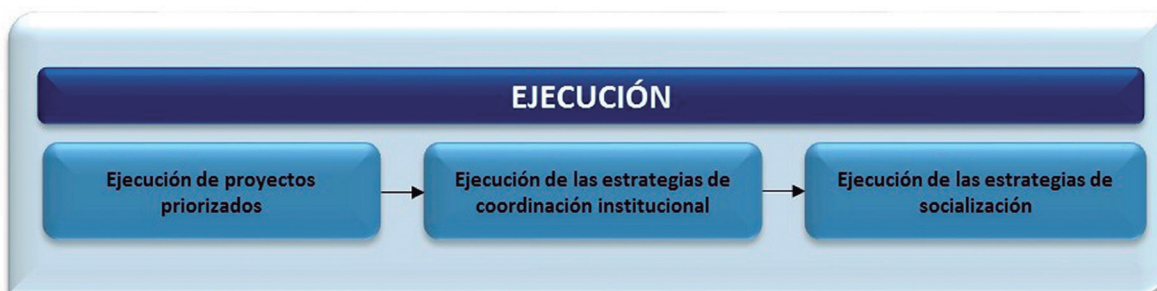 EJECUCIÓN
Ejecución de proyectos
priorizados
Ejecución de las estrategias de
coordinación institucional
Ejecución de las estrategias de
socialización